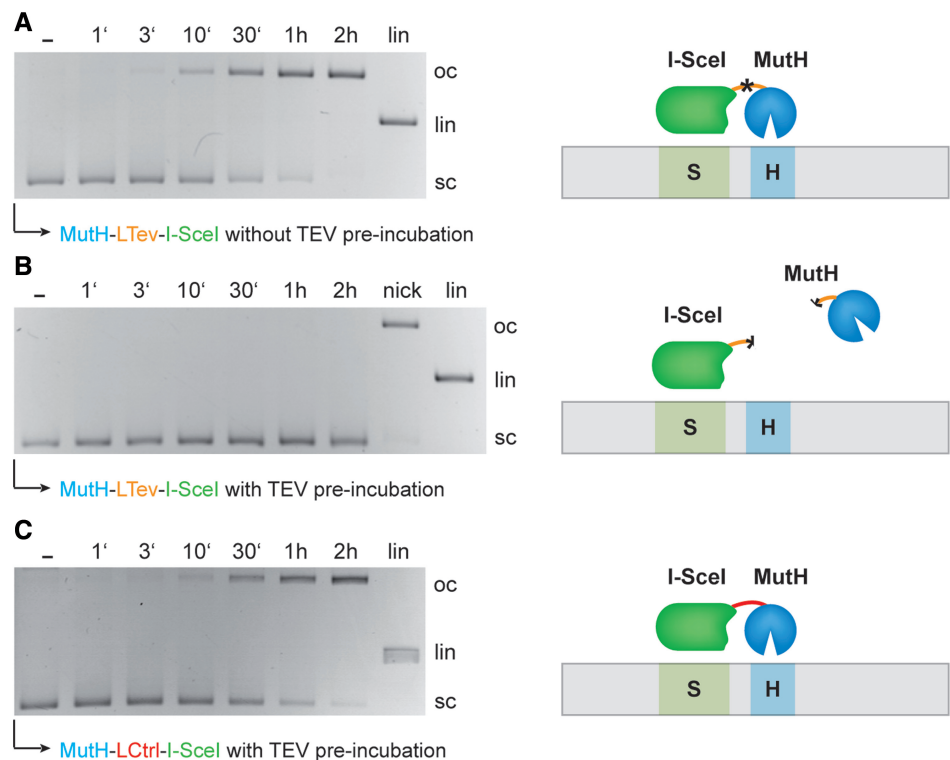 A
– 1‘ 3‘ 10‘ 30‘ 1h 2h lin
oc
lin
sc
MutH-LTev-I-SceI without TEV pre-incubation
I-SceI MutH
*
S H
B
– 1‘ 3‘ 10‘ 30‘ 1h 2h nick lin
oc
lin
sc
MutH-LTev-I-SceI with TEV pre-incubation
MutH
I-SceI
S H
C
– 1‘ 3‘ 10‘ 30‘ 1h 2h lin
oc
lin
sc
MutH-LCtrl-I-SceI with TEV pre-incubation
I-SceI MutH
S H